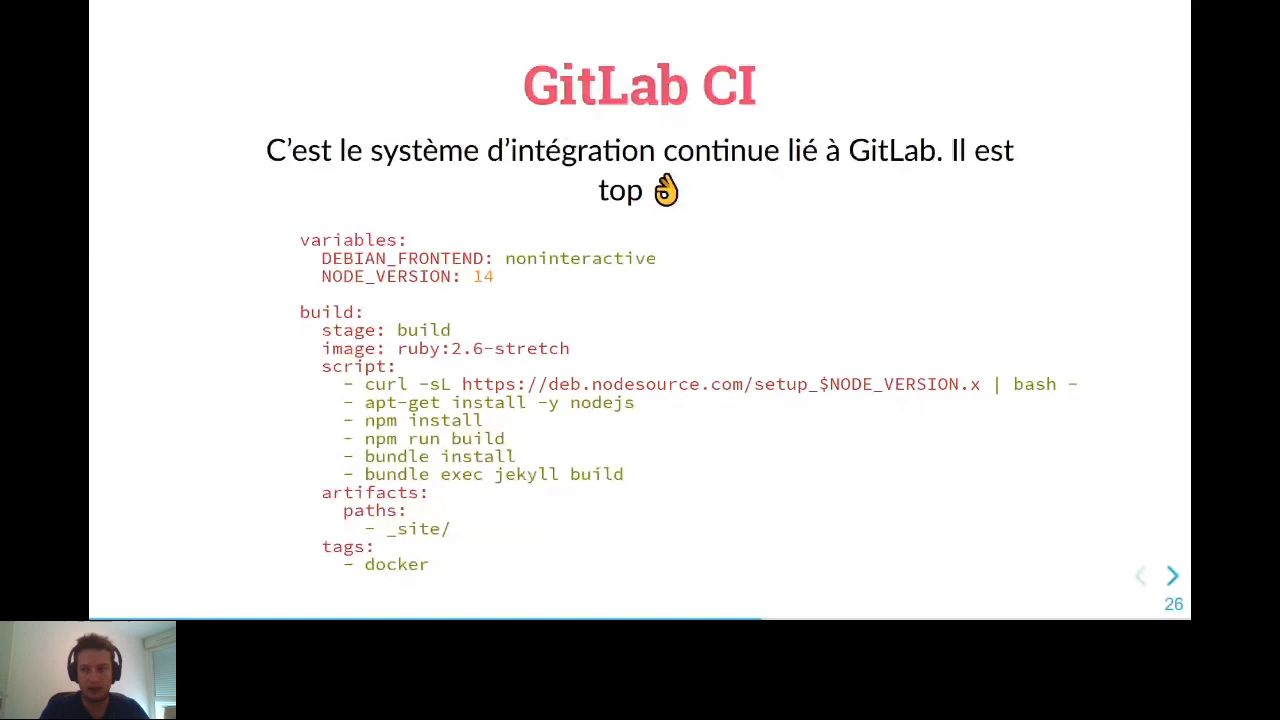 GitLab CI
C’est le système d’intégration continue lié à GitLab. Il est
top 👌
variables:
  DEBIAN_FRONTEND: noninteractive
  NODE_VERSION: 14

build:
  stage: build
  image: ruby:2.6-stretch
  script:
    - curl -sL https://deb.nodesource.com/setup_$NODE_VERSION.x | bash -
    - apt-get install -y nodejs
    - npm install
    - npm run build
    - bundle install
    - bundle exec jekyll build
  artifacts:
    paths:
      - _site/
  tags:
    - docker
26